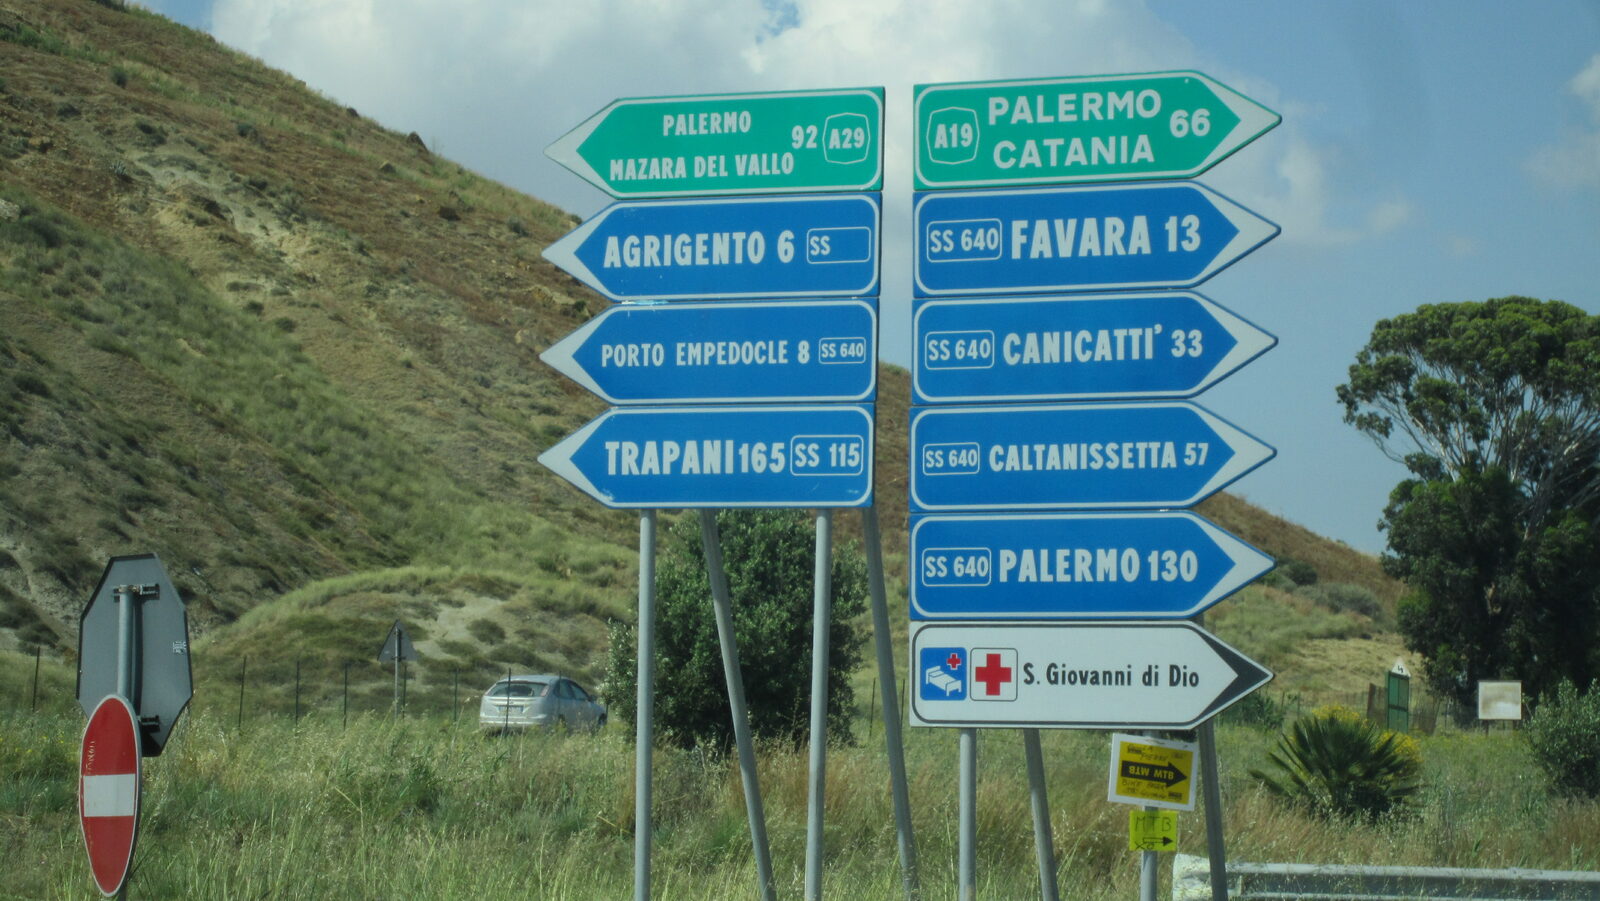 PALERMO
MAZARA DEL VALLO
92 A29
AGRIGENTO 6 SS
PORTO EMPEDOCLE 8 SS 640
TRAPANI 165 SS 115
A19 PALERMO
CATANIA 66
SS 640 FAVARA 13
SS 640 CANICATTI' 33
SS 640 CALTANISSETTA 57
SS 640 PALERMO 130
S. Giovanni di Dio
BTW MTB
MTB